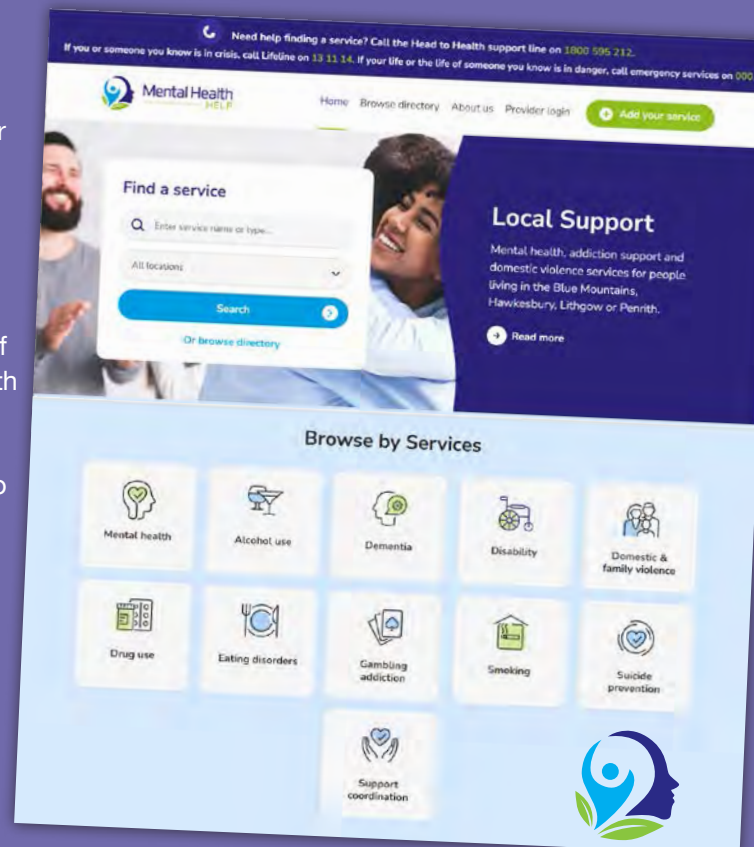 r
f
th
o
Need help finding a service? Call the Head to Health support line on 1800 595 212.
If you or someone you know is in crisis, call Lifeline on 13 11 14. If your life or the life of someone you know is in danger, call emergency services on 000.
Mental Health
HELP
Home Browse directory About us Provider login Add your service
Find a service
Enter service name or type...
All locations
Search
Or browse directory
Local Support
Mental health, addiction support and
domestic violence services for people
living in the Blue Mountains,
Hawkesbury, Lithgow or Penrith.
Read more
Browse by Services
Mental health
Alcohol use
Dementia
Disability
Domestic &
family violence
Drug use
Eating disorders
Gambling
addiction
Smoking
Suicide
prevention
Support
coordination